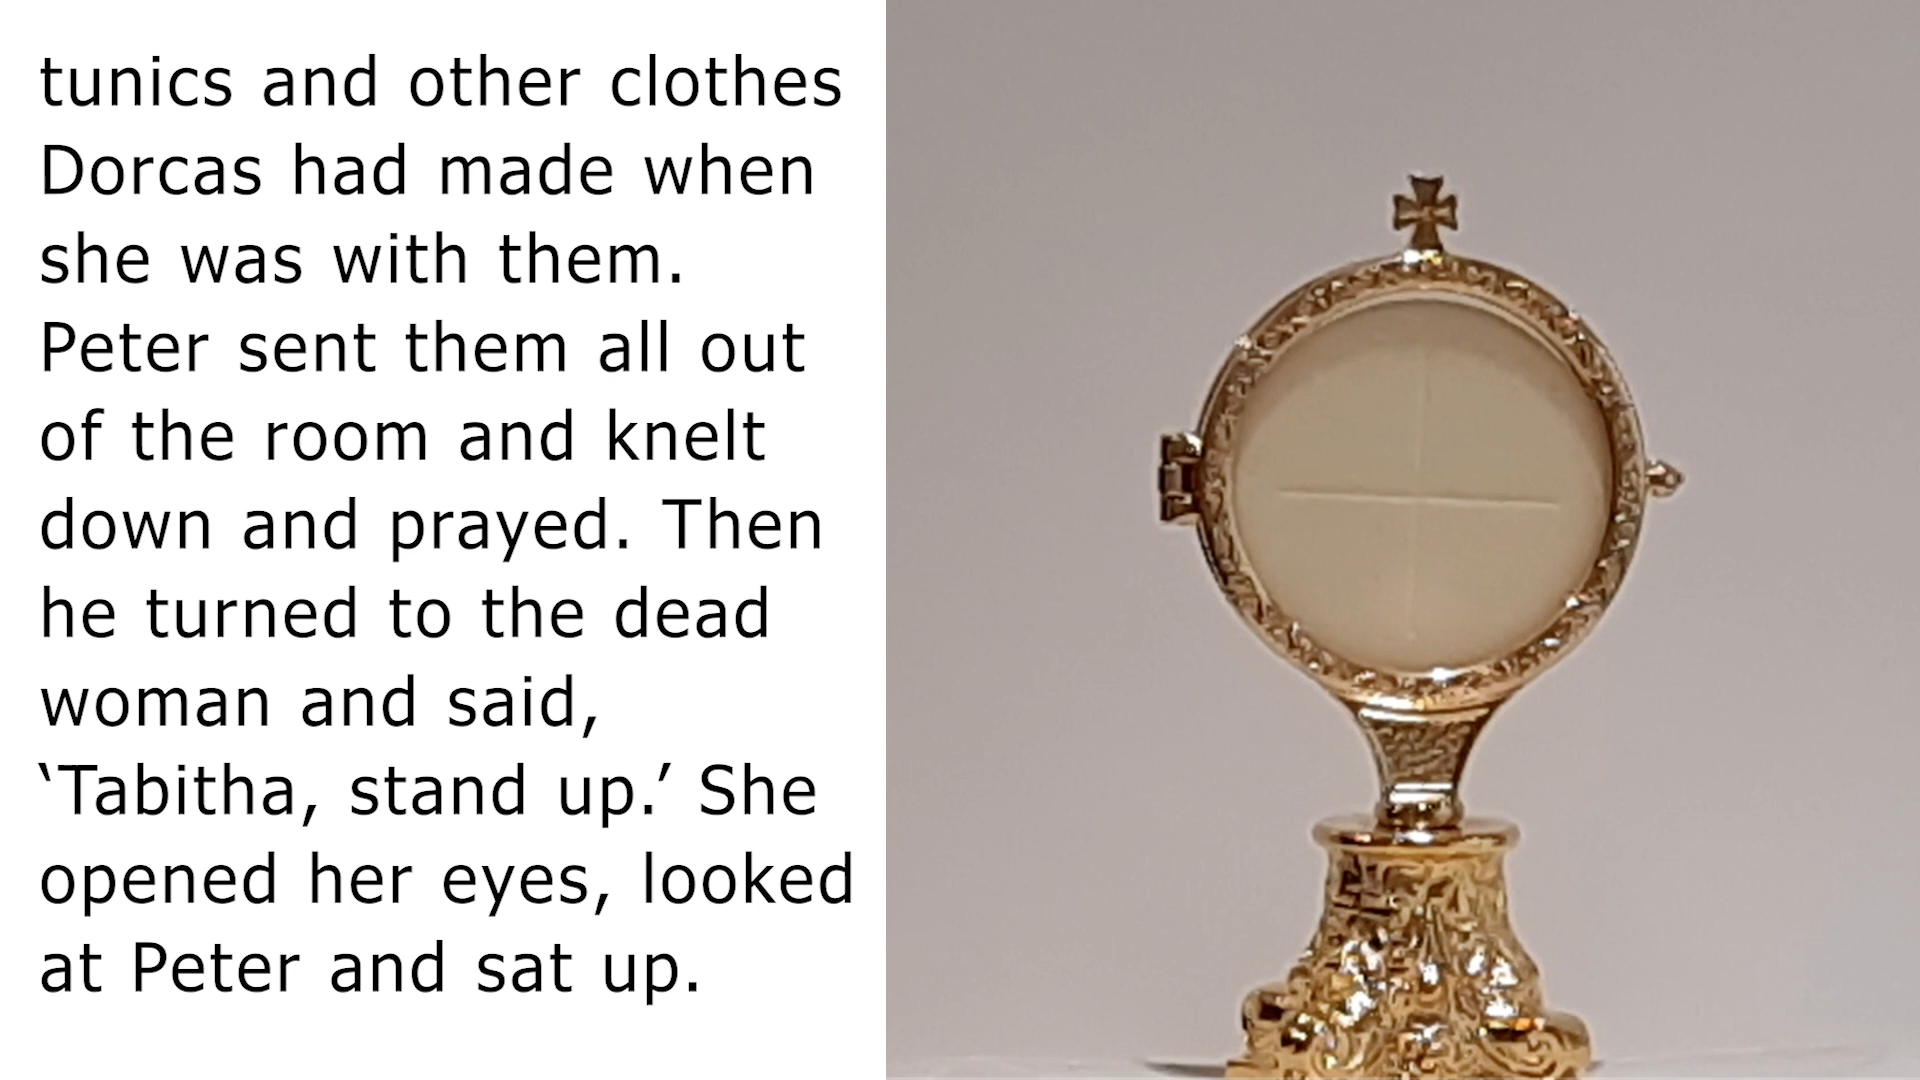 tunics and other clothes
Dorcas had made when
she was with them.
Peter sent them all out
of the room and knelt
down and prayed. Then
he turned to the dead
woman and said,
‛Tabitha, stand up.’ She
opened her eyes, looked
at Peter and sat up.